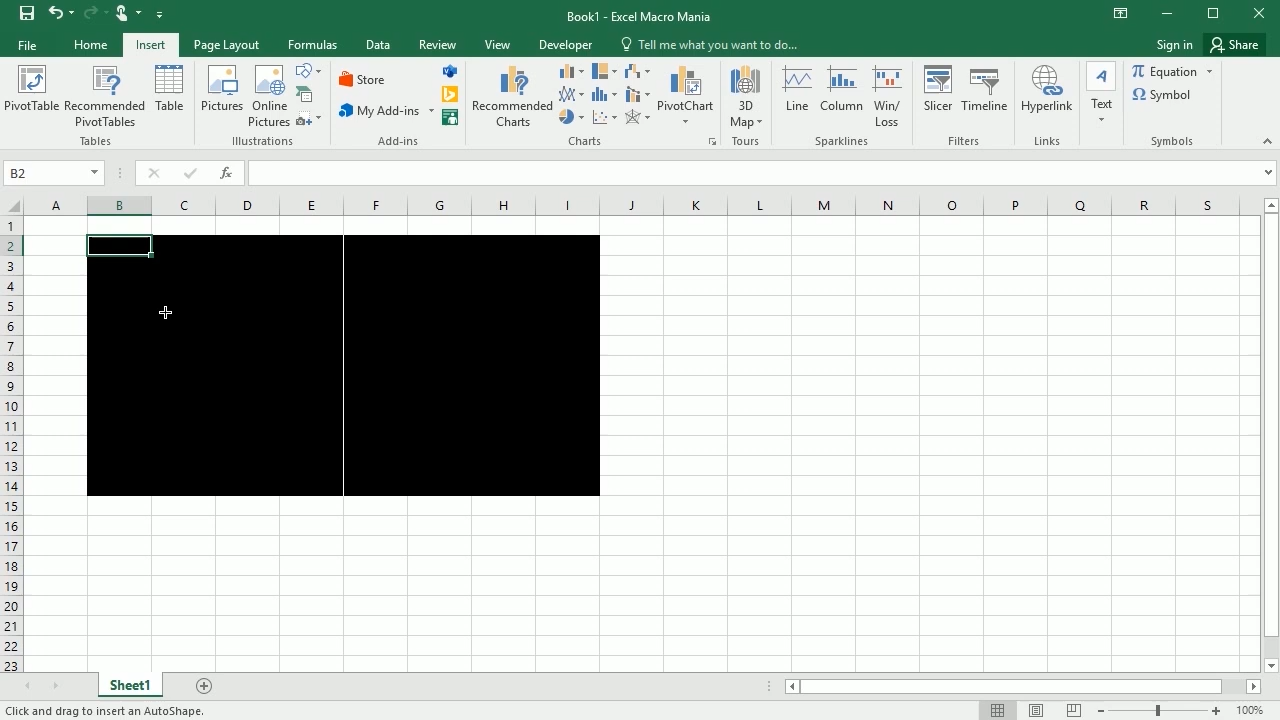 Book1 - Excel Macro Mania
File Home Insert Page Layout Formulas Data Review View Developer Tell me what you want to do... Sign in Share
PivotTable Recommended PivotTables Table Pictures Online Pictures Store My Add-ins Recommended Charts PivotChart 3D Map Line Column Win/ Loss Slicer Timeline Hyperlink Text Equation Symbol
Tables Illustrations Add-ins Charts Tours Sparklines Filters Links Symbols
B2 fx
A B C D E F G H I J K L M N O P Q R S
1
2
3
4
5
6
7
8
9
10
11
12
13
14
15
16
17
18
19
20
21
22
23
Sheet1
Click and drag to insert an AutoShape. 100%